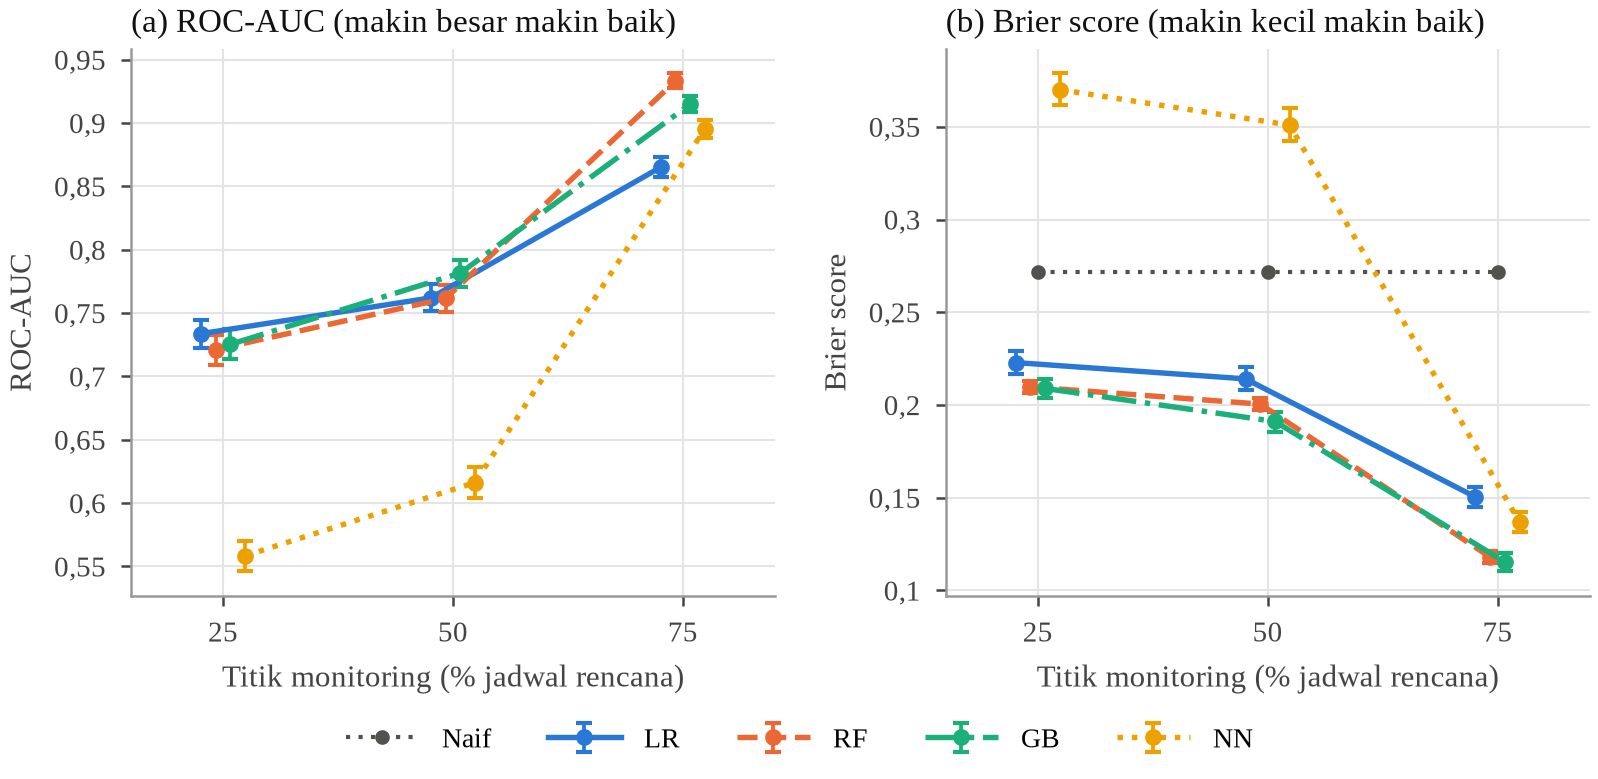 (a) ROC-AUC (makin besar makin baik)
0,95
0,9
0,85
0,8
0,75
0,7
0,65
0,6
0,55
ROC-AUC
25 50 75
Titik monitoring (% jadwal rencana)
(b) Brier score (makin kecil makin baik)
0,35
0,3
0,25
0,2
0,15
0,1
Brier score
25 50 75
Titik monitoring (% jadwal rencana)
Naif LR RF GB NN